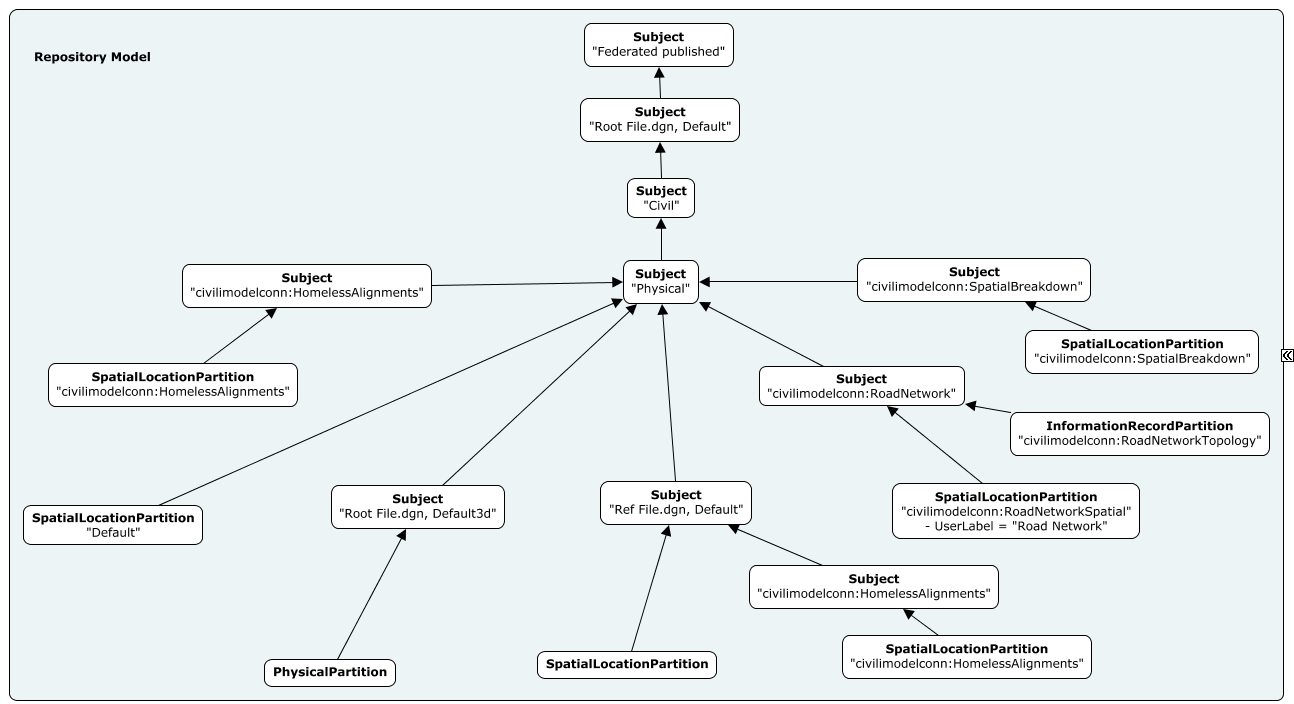 Repository Model
Subject
"Federated published"
Subject
"Root File.dgn, Default"
Subject
"Civil"
Subject
"Physical"
Subject
"civilimodelconn:HomelessAlignments"
Subject
"civilimodelconn:SpatialBreakdown"
SpatialLocationPartition
"civilimodelconn:HomelessAlignments"
SpatialLocationPartition
"civilimodelconn:SpatialBreakdown"
Subject
"civilimodelconn:RoadNetwork"
InformationRecordPartition
"civilimodelconn:RoadNetworkTopology"
SpatialLocationPartition
"Default"
Subject
"Root File.dgn, Default3d"
Subject
"Ref File.dgn, Default"
SpatialLocationPartition
"civilimodelconn:RoadNetworkSpatial"
- UserLabel = "Road Network"
Subject
"civilimodelconn:HomelessAlignments"
PhysicalPartition
SpatialLocationPartition
SpatialLocationPartition
"civilimodelconn:HomelessAlignments"